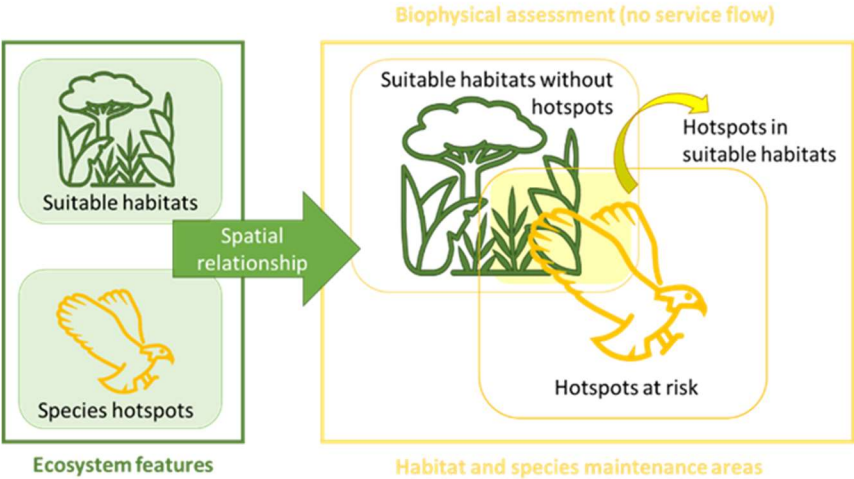 Biophysical assessment (no service flow)
Suitable habitats
Spatial
relationship
Species hotspots
Ecosystem features
Suitable habitats without
hotspots
Hotspots in
suitable habitats
Hotspots at risk
Habitat and species maintenance areas